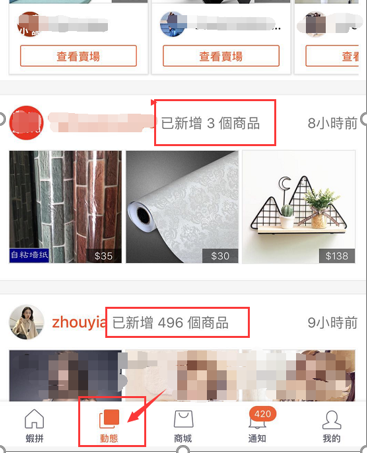 查看賣場
查看賣場
查看賣
已新增 3 個商品
8小時前
自粘墙纸
$35
$30
$138
zhouyia
已新增 496 個商品
9小時前
420
蝦拼
動態
商城
通知
我的